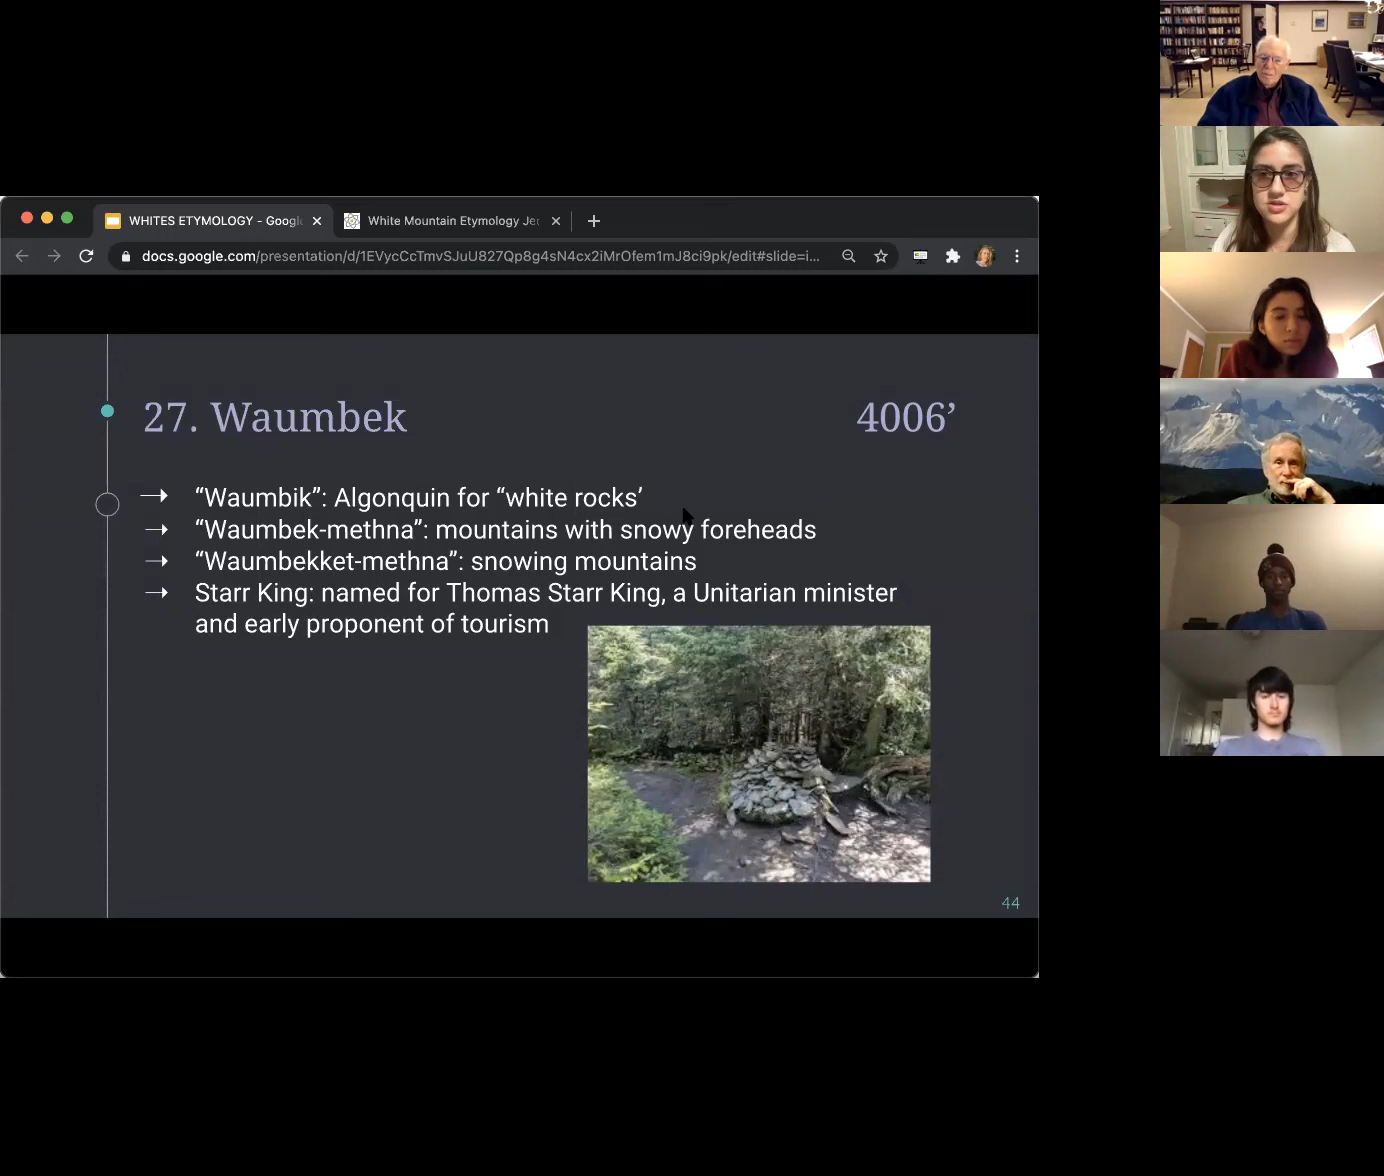 WHITES ETYMOLOGY - Google
White Mountain Etymology Jeo
docs.google.com/presentation/d/1EVycCcTmvSJuU827Qp8g4sN4cx2iMrOfem1mJ8ci9pk/edit#slide=i...
27. Waumbek 4006’
“Waumbik”: Algonquin for “white rocks’
“Waumbek-methna”: mountains with snowy foreheads
“Waumbekket-methna”: snowing mountains
Starr King: named for Thomas Starr King, a Unitarian minister
and early proponent of tourism
44